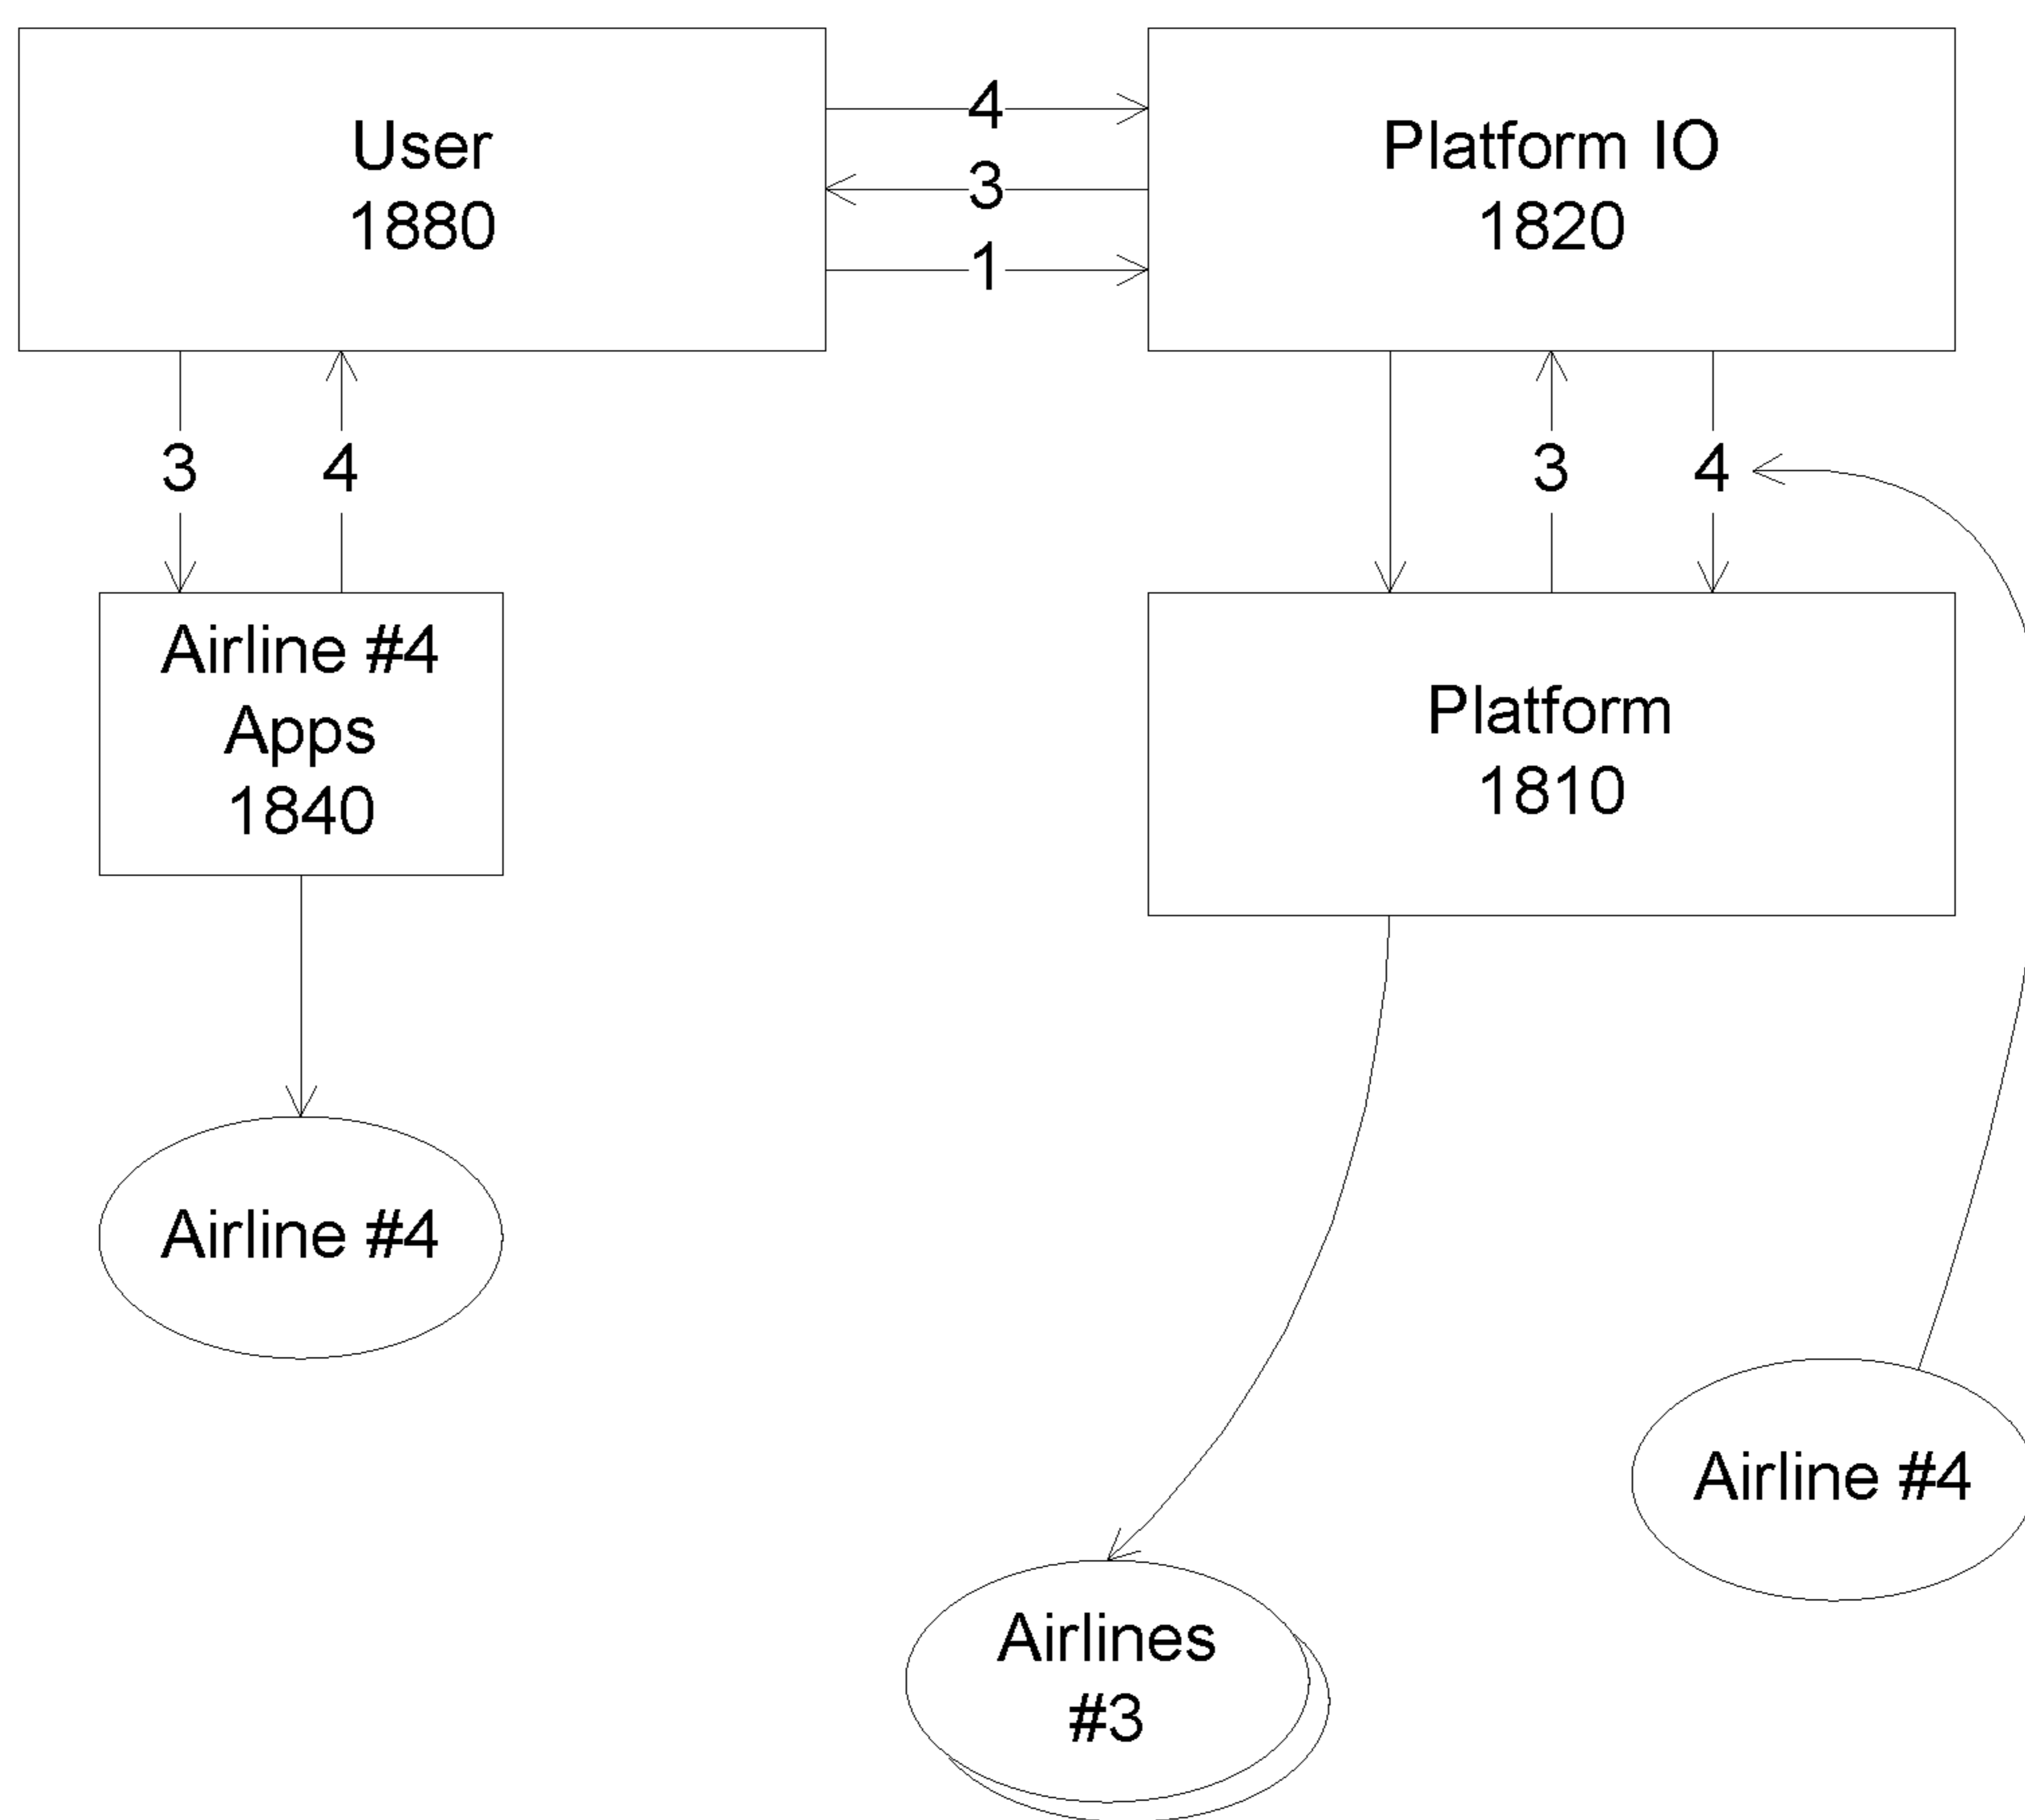 User
1880
4
3
1
Platform IO
1820
3
4
3
4
Airline #4
Apps
1840
Platform
1810
Airline #4
Airline #4
Airlines
#3